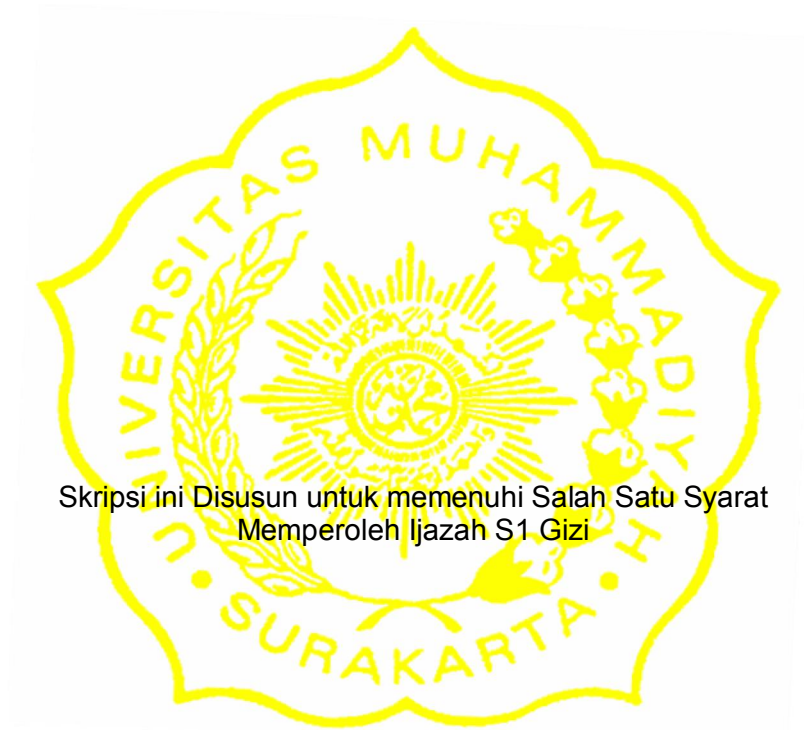 UNIVERSITAS MUHAMMADIYAH
Skripsi ini Disusun untuk memenuhi Salah Satu Syarat
Memperoleh Ijazah S1 Gizi
SURAKARTA